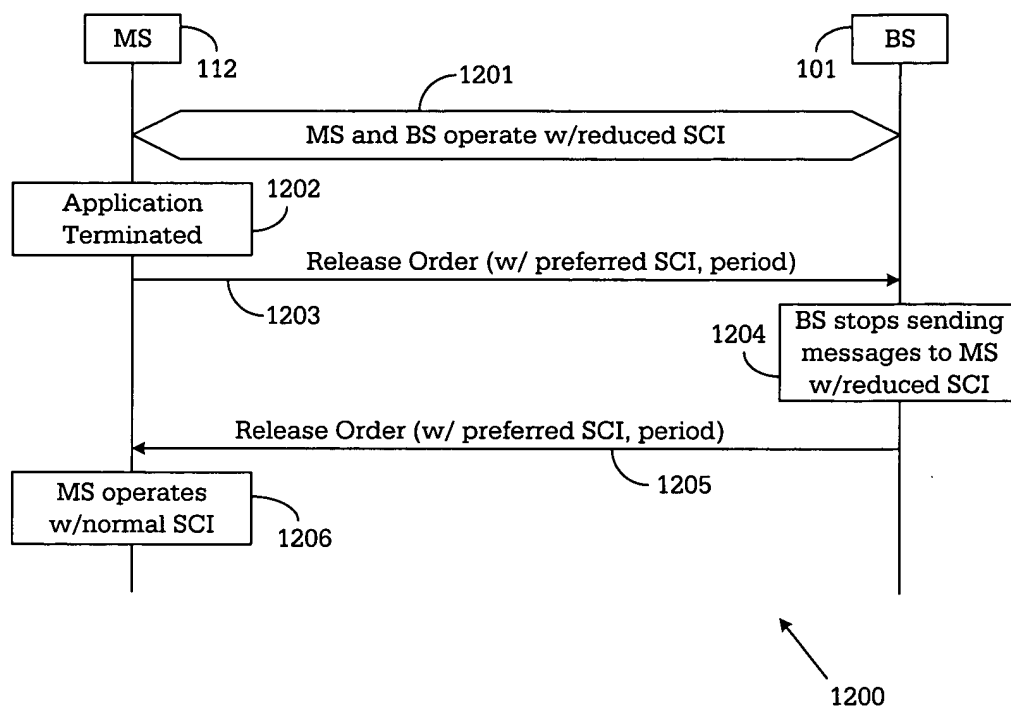 MS
BS
112
101
1201
MS and BS operate w/reduced SCI
Application
Terminated
1202
Release Order (w/ preferred SCI, period)
1203
BS stops sending
messages to MS
w/reduced SCI
1204
Release Order (w/ preferred SCI, period)
1205
MS operates
w/normal SCI
1206
1200